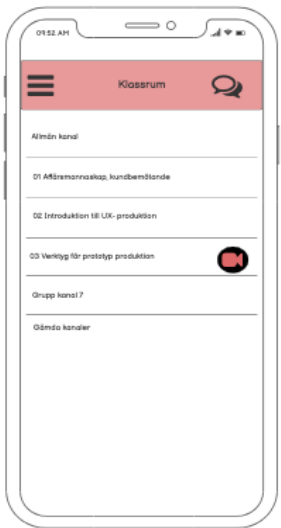 09:52 AM
Klassrum
Allmän kanal
01 Affärsmannaskap, kundbemötande
02 Introduktion till UX- produktion
03 Verktyg för prototyp produktion
Grupp kanal 7
Gömda kanaler